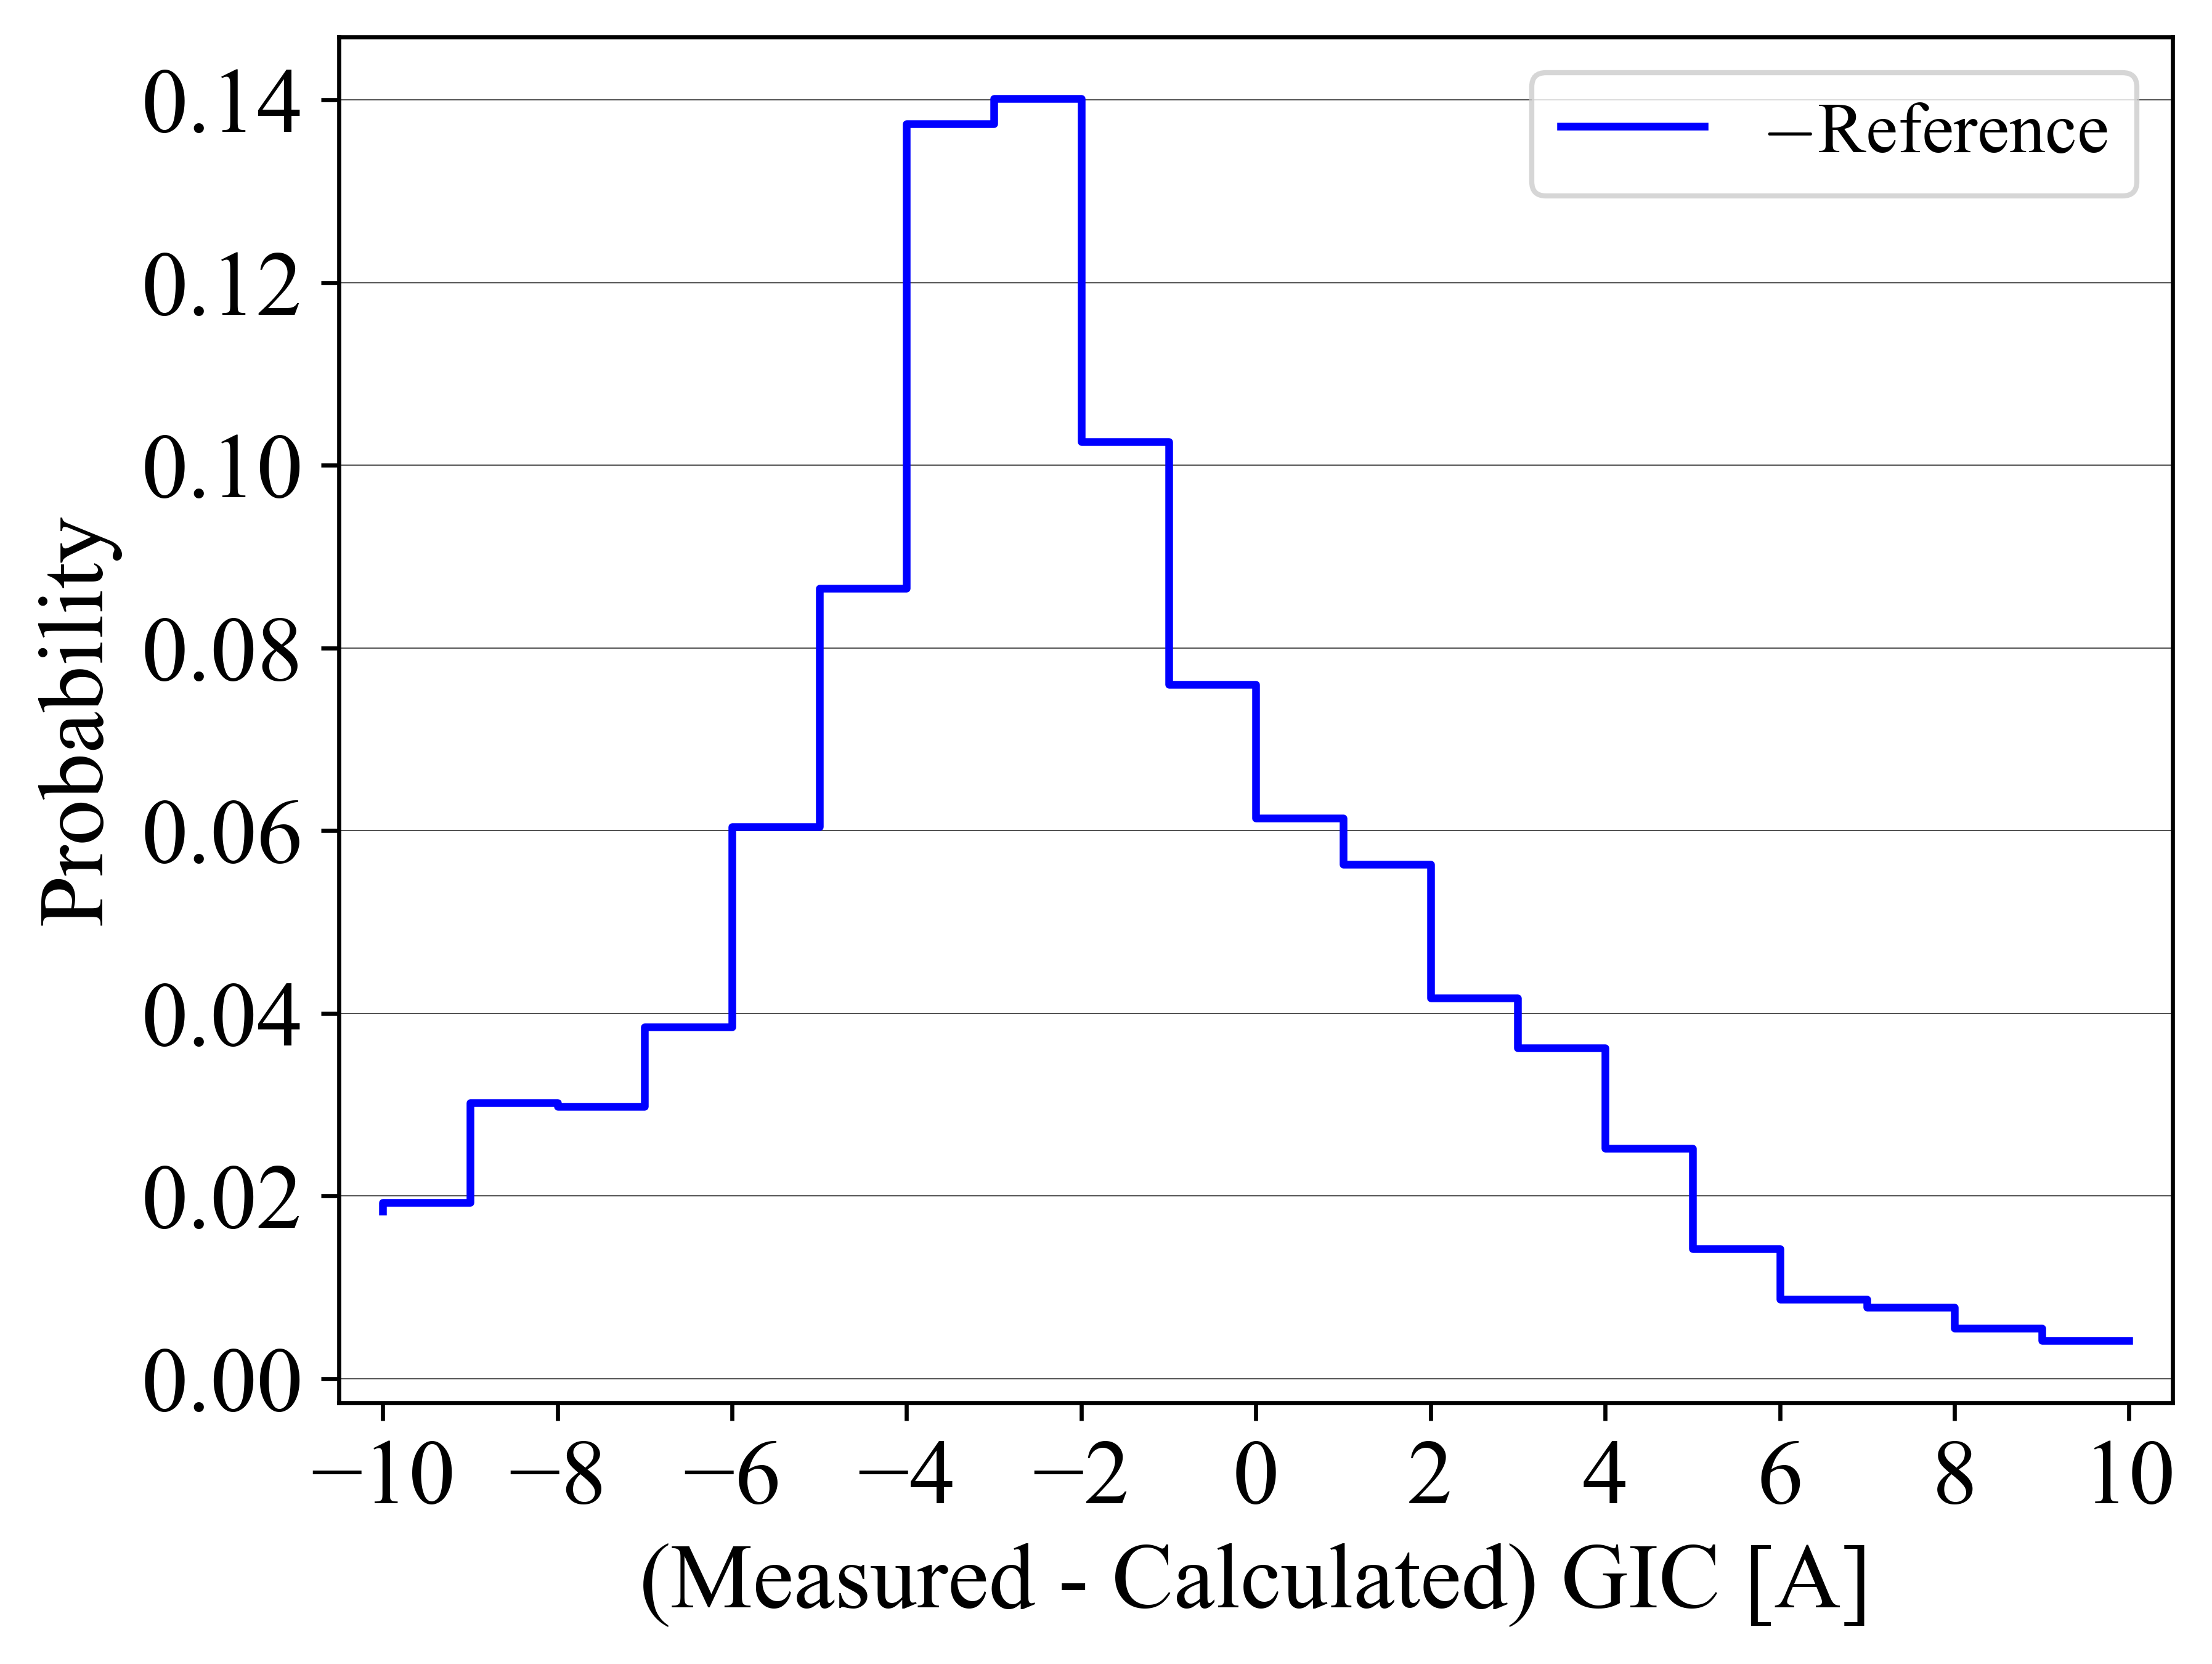 0.14
—Reference
0.12
0.10
0.08
0.06
0.04
0.02
0.00
Probability
−10 −8 −6 −4 −2 0 2 4 6 8 10
(Measured - Calculated) GIC [A]